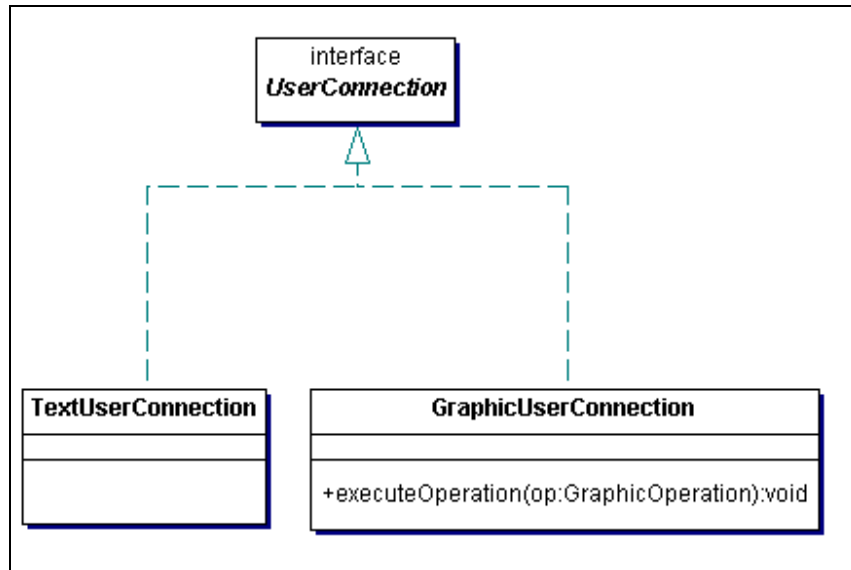 interface
UserConnection
TextUserConnection
GraphicUserConnection
+executeOperation(op:GraphicOperation):void